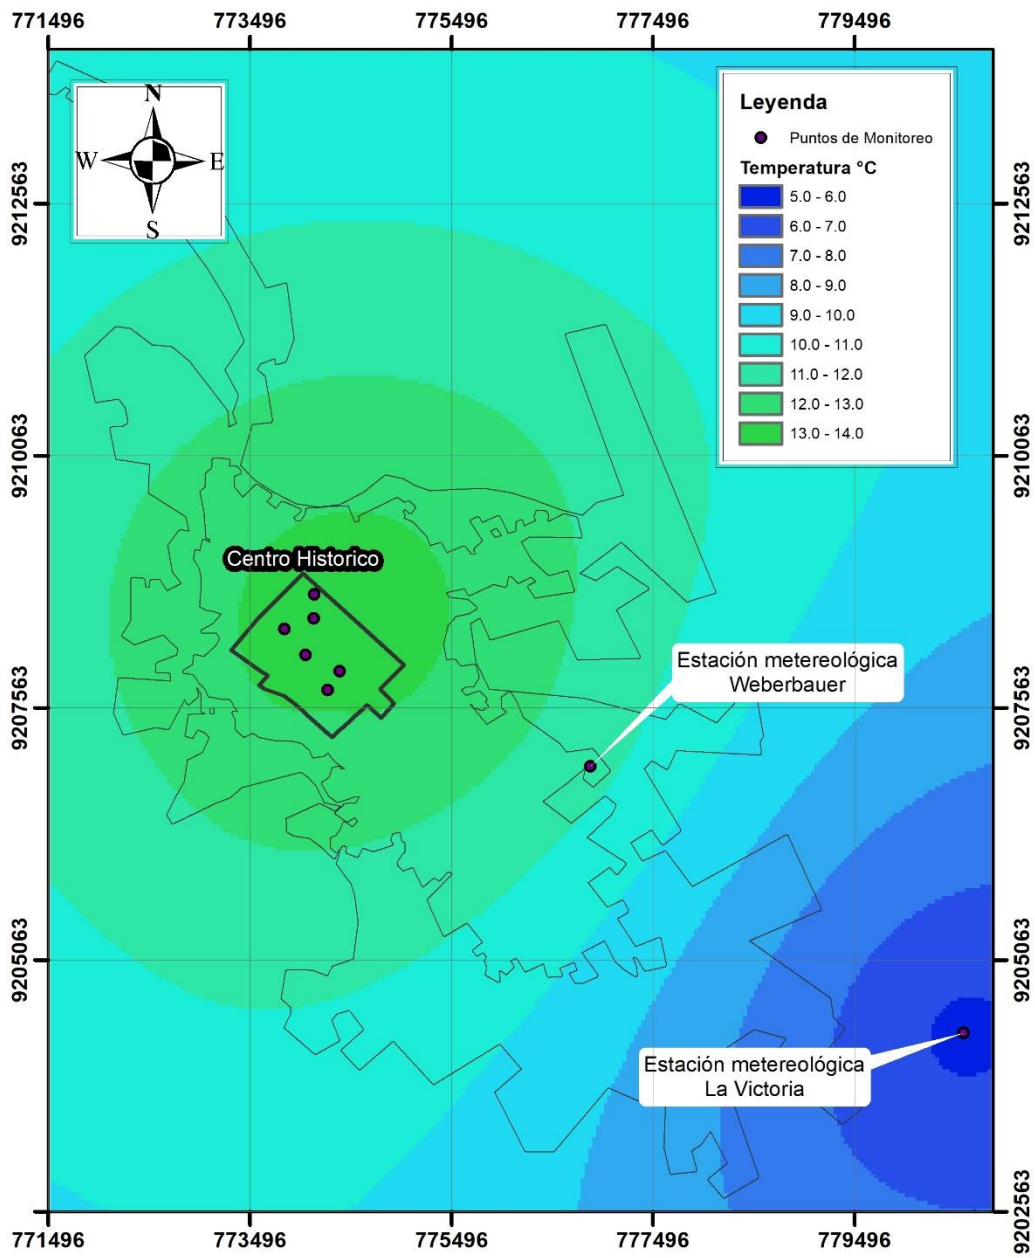 771496
773496
775496
777496
779496
N
W
E
S
Leyenda
Puntos de Monitoreo
Temperatura °C
5.0 - 6.0
6.0 - 7.0
7.0 - 8.0
8.0 - 9.0
9.0 - 10.0
10.0 - 11.0
11.0 - 12.0
12.0 - 13.0
13.0 - 14.0
9212563
9212563
9210063
9210063
Centro Historico
Estación metereológica
Weberbauer
9207563
9207563
9205063
9205063
Estación metereológica
La Victoria
9202563
771496
773496
775496
777496
779496